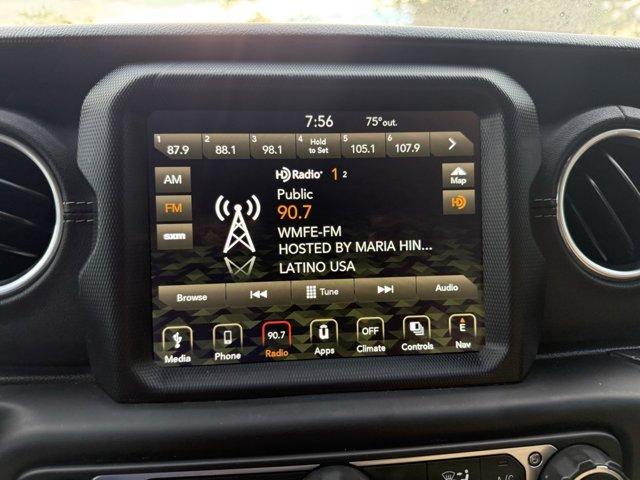 7:56 75°out.
1 87.9 2 88.1 3 98.1 4 Hold to Set 5 105.1 6 107.9
AM
HD Radio 1 2
Map
Public
FM
90.7
HD
WMFE-FM
SXM
HOSTED BY MARIA HIN...
LATINO USA
Browse Tune Audio
90.7 OFF E
Media Phone Radio Apps Climate Controls Nav
A/C